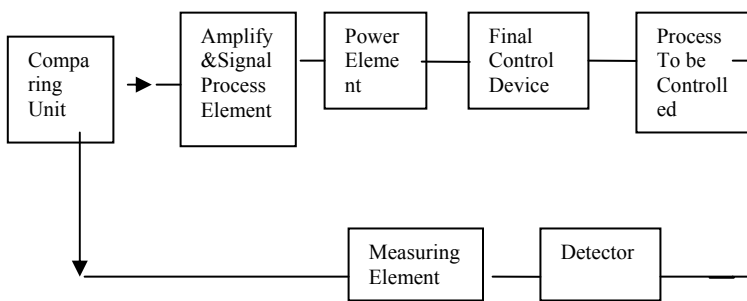 Compa
ring
Unit
Amplify
&Signal
Process
Element
Power
Eleme
nt
Final
Control
Device
Process
To be
Controll
ed
Measuring
Element
Detector